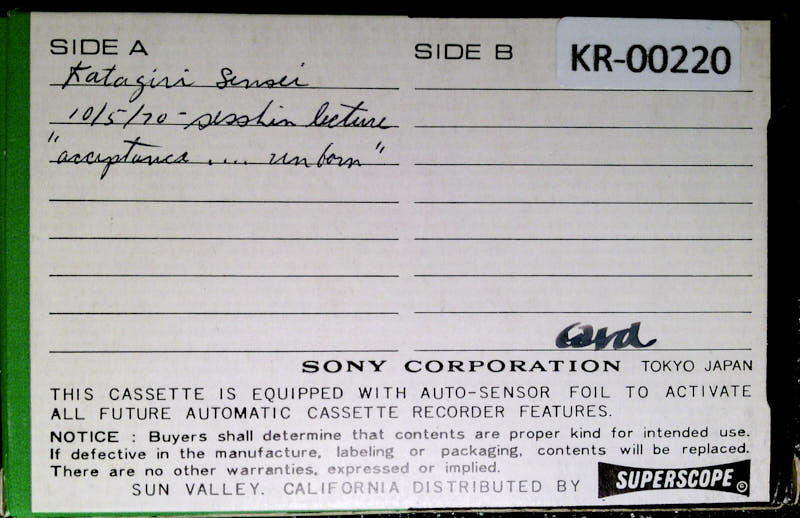 SIDE A
Katagiri Sensei
10/5/70 - sesshin lecture
"acceptance .... unborn"
SIDE B
KR-00220
card
SONY CORPORATION TOKYO JAPAN
THIS CASSETTE IS EQUIPPED WITH AUTO-SENSOR FOIL TO ACTIVATE
ALL FUTURE AUTOMATIC CASSETTE RECORDER FEATURES.
NOTICE : Buyers shall determine that contents are proper kind for intended use.
If defective in the manufacture, labeling or packaging, contents will be replaced.
There are no other warranties, expressed or implied.
SUN VALLEY, CALIFORNIA DISTRIBUTED BY SUPERSCOPE